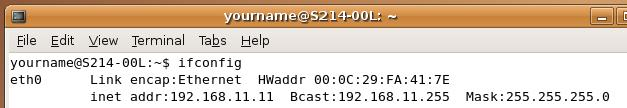 yourname@S214-00L: ~
File Edit View Terminal Tabs Help
yourname@S214-00L:~$ ifconfig
eth0      Link encap:Ethernet  HWaddr 00:0C:29:FA:41:7E
          inet addr:192.168.11.11  Bcast:192.168.11.255  Mask:255.255.255.0